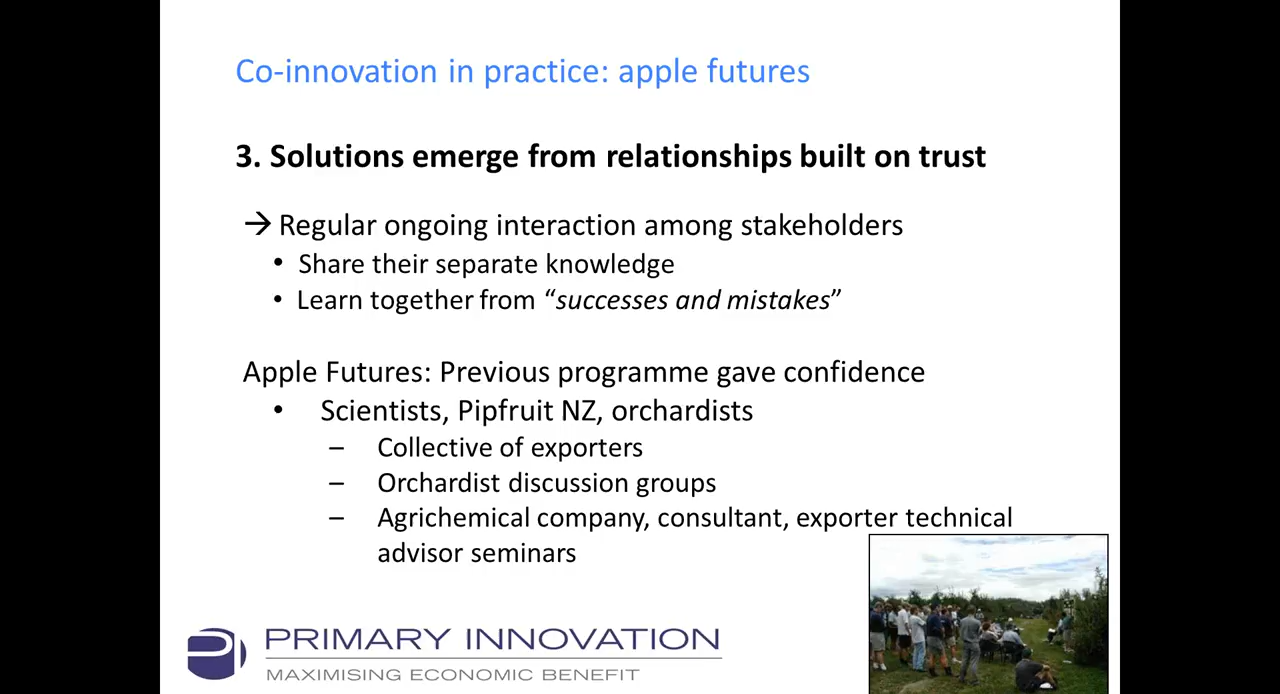 Co-innovation in practice: apple futures
3. Solutions emerge from relationships built on trust
→ Regular ongoing interaction among stakeholders
• Share their separate knowledge
• Learn together from “successes and mistakes”
Apple Futures: Previous programme gave confidence
• Scientists, Pipfruit NZ, orchardists
– Collective of exporters
– Orchardist discussion groups
– Agrichemical company, consultant, exporter technical
advisor seminars
PRIMARY INNOVATION
MAXIMISING ECONOMIC BENEFIT